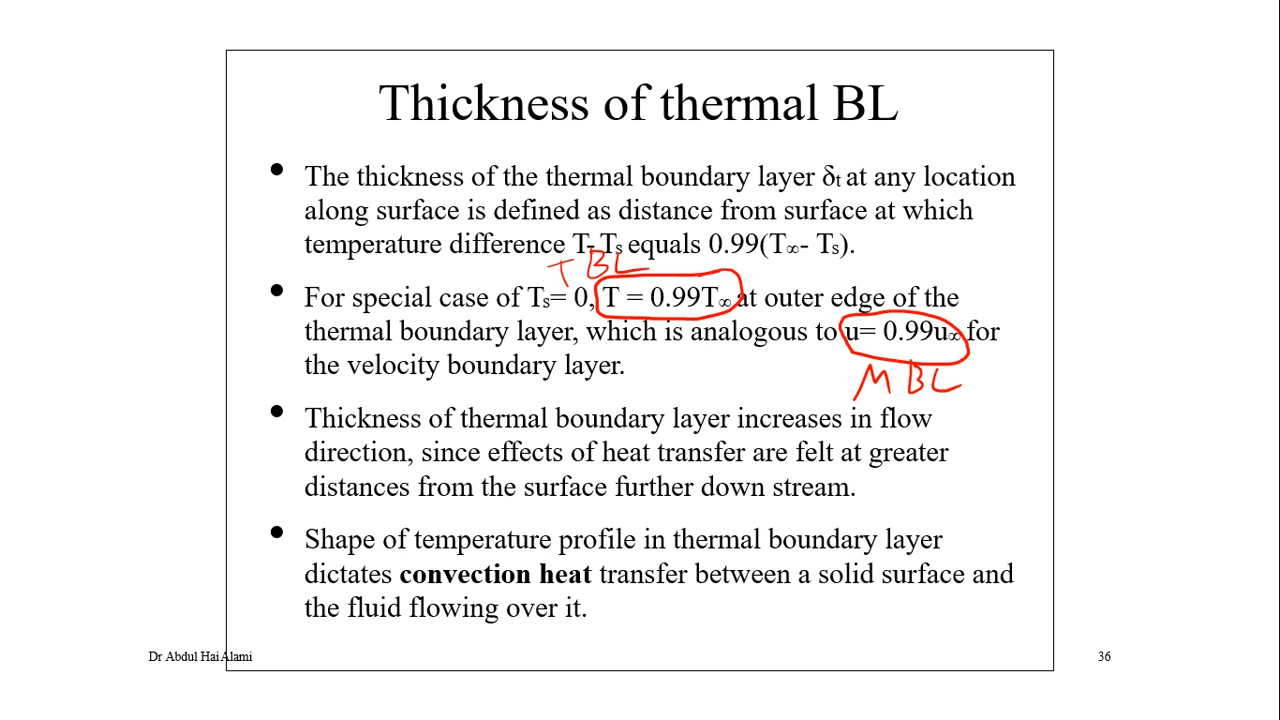 Thickness of thermal BL
• The thickness of the thermal boundary layer δt at any location
along surface is defined as distance from surface at which
temperature difference T- Ts equals 0.99(T∞- Ts).
T BL
• For special case of Ts= 0, T = 0.99T∞ at outer edge of the
thermal boundary layer, which is analogous to u= 0.99u∞ for
the velocity boundary layer.
M BL
• Thickness of thermal boundary layer increases in flow
direction, since effects of heat transfer are felt at greater
distances from the surface further down stream.
• Shape of temperature profile in thermal boundary layer
dictates convection heat transfer between a solid surface and
the fluid flowing over it.
Dr Abdul Hai Alami
36